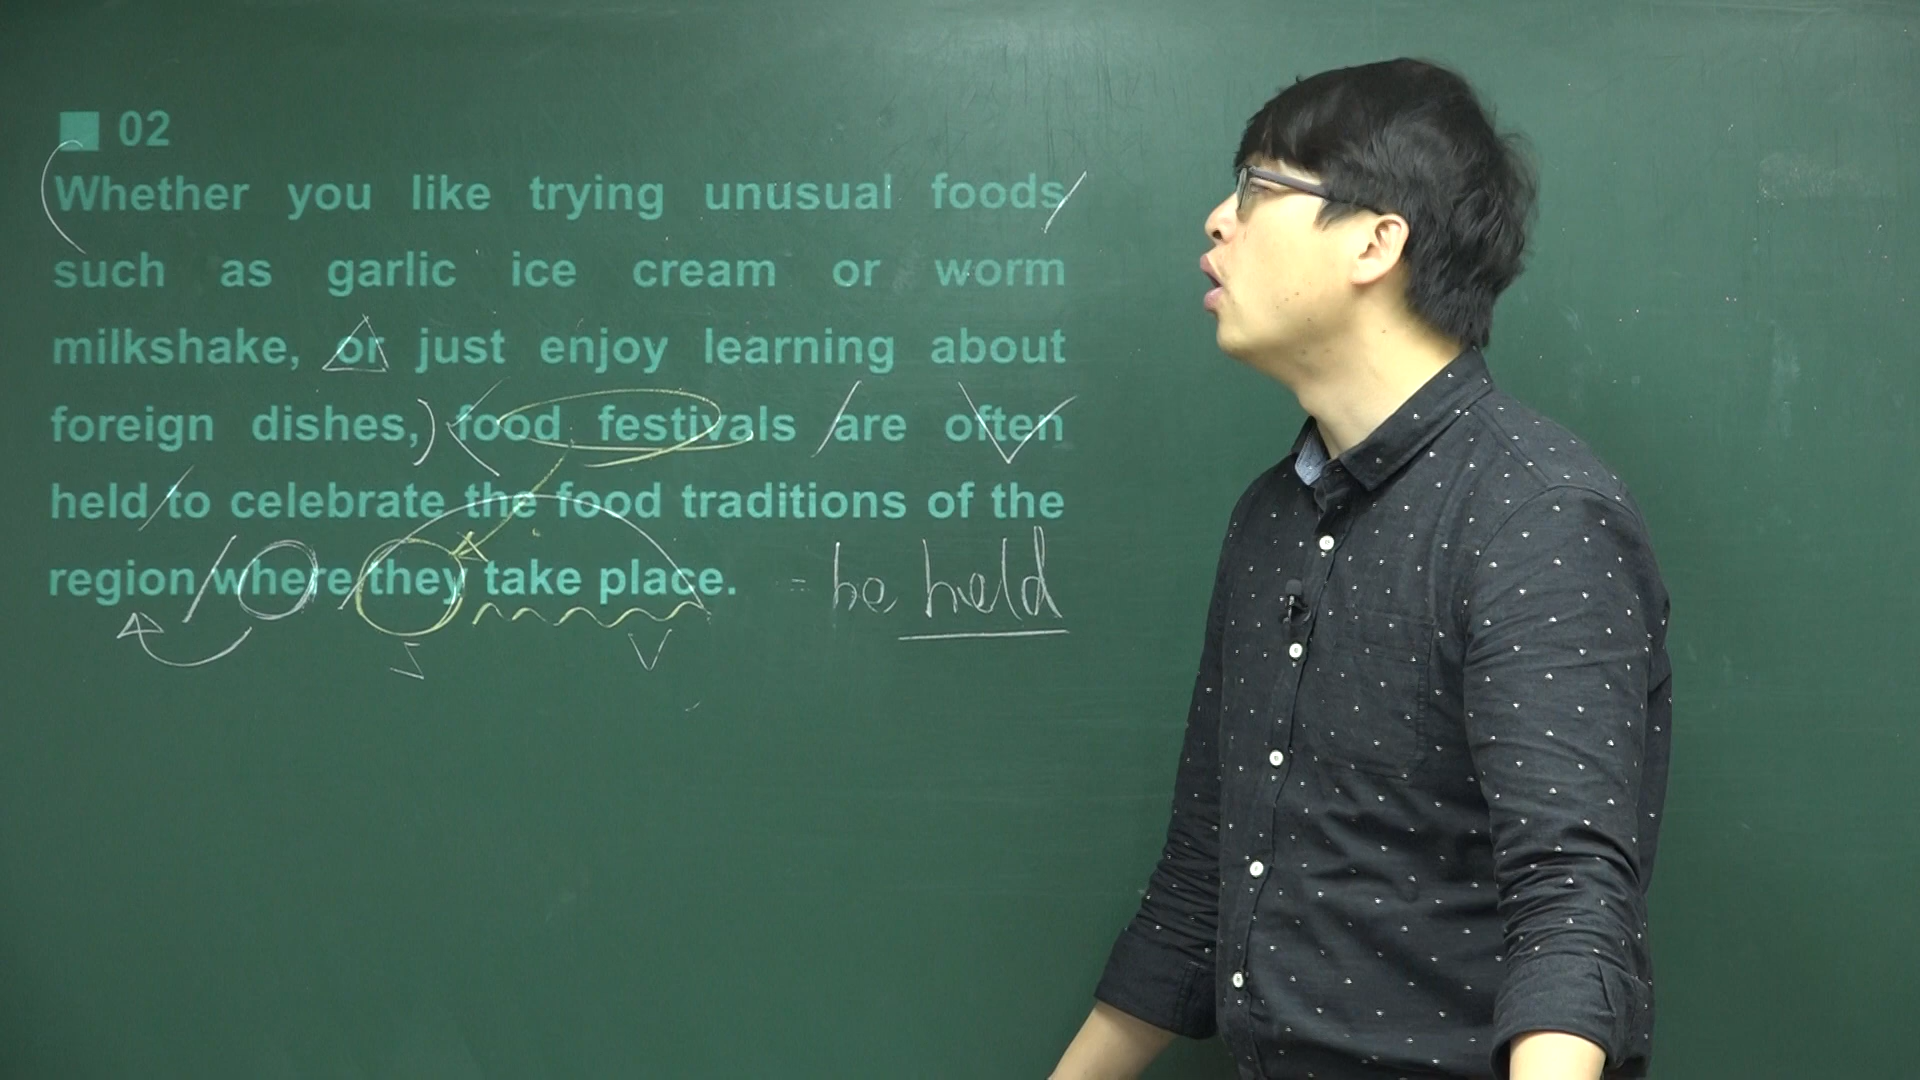 02
Whether you like trying unusual foods
such as garlic ice cream or worm
milkshake, or just enjoy learning about
foreign dishes, food festivals are often
held to celebrate the food traditions of the
region where they take place. = be held
S V